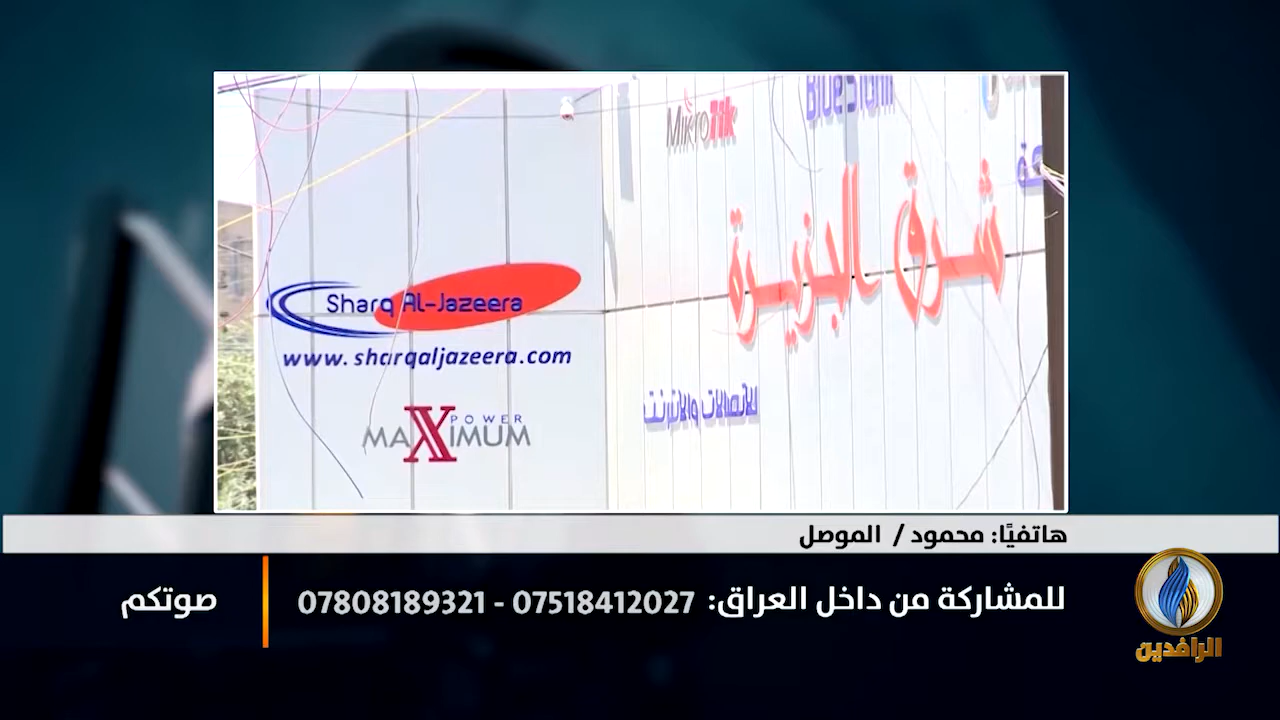 MikroTik
Sharq Al-Jazeera
www.sharqaljazeera.com
POWER
MAXIMUM
شرق الجزيرة
للاتصالات والانترنت
هاتفيًا: محمود / الموصل
للمشاركة من داخل العراق: 07518412027 - 07808189321
صوتكم
الرافدين